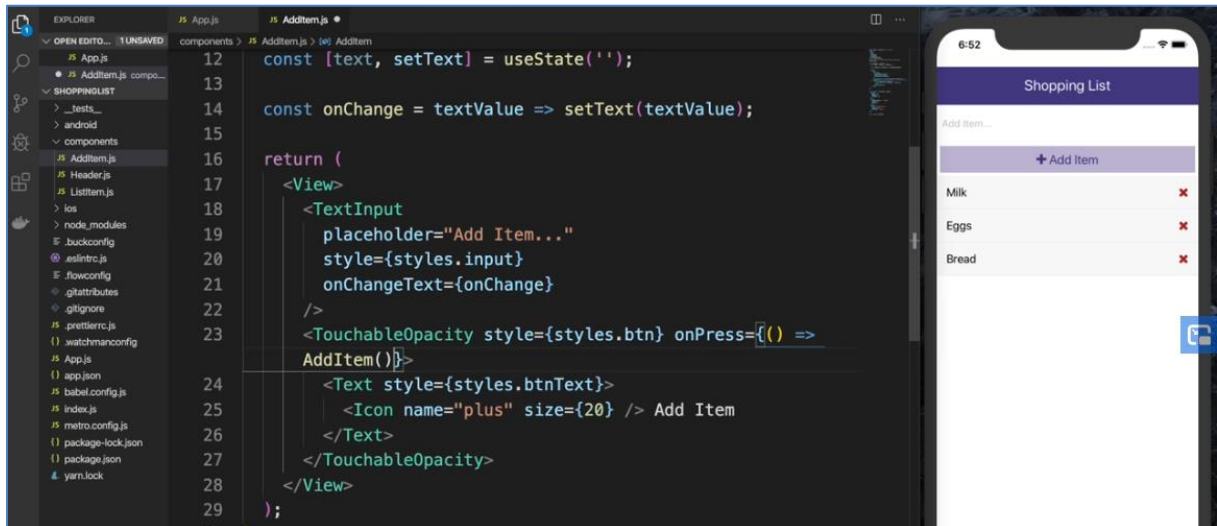 EXPLORER
OPEN EDITO... 1 UNSAVED
JS App.js
● JS AddItem.js compo...
SHOPPINGLIST
> __tests__
> android
components
JS AddItem.js
JS Header.js
JS ListItem.js
> ios
> node_modules
.buckconfig
.eslintrc.js
.flowconfig
.gitattributes
.gitignore
JS .prettierrc.js
{} .watchmanconfig
JS App.js
{} app.json
JS babel.config.js
JS index.js
JS metro.config.js
{} package-lock.json
{} package.json
yarn.lock
JS App.js JS AddItem.js ●
components > JS AddItem.js > AddItem
12 const [text, setText] = useState('');
13
14 const onChange = textValue => setText(textValue);
15
16 return (
17 <View>
18 <TextInput
19 placeholder="Add Item..."
20 style={styles.input}
21 onChangeText={onChange}
22 />
23 <TouchableOpacity style={styles.btn} onPress={() =>
AddItem()}>
24 <Text style={styles.btnText}>
25 <Icon name="plus" size={20} /> Add Item
26 </Text>
27 </TouchableOpacity>
28 </View>
29 );
6:52
Shopping List
Add Item...
+ Add Item
Milk
Eggs
Bread